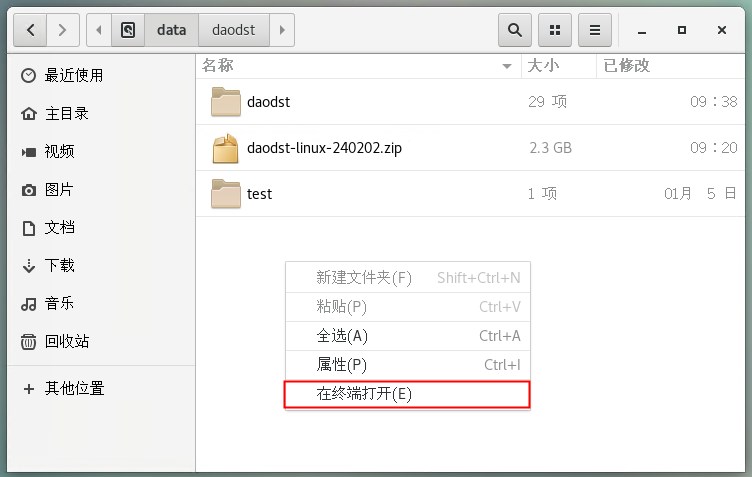 data daodst
名称 大小 已修改
最近使用
主目录
视频
图片
文档
下载
音乐
回收站
其他位置
daodst 29 项 09：38
daodst-linux-240202.zip 2.3 GB 09：20
test 1 项 01月 5 日
新建文件夹(F) Shift+Ctrl+N
粘贴(P) Ctrl+V
全选(A) Ctrl+A
属性(P) Ctrl+I
在终端打开(E)